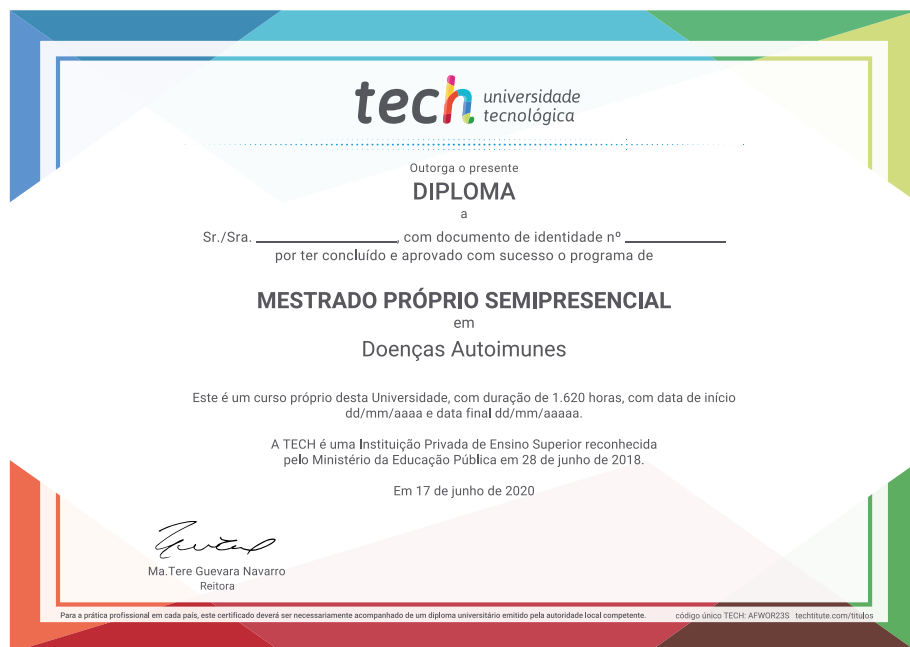 tech universidade
tecnológica
Outorga o presente
DIPLOMA
a
Sr./Sra. ____________________, com documento de identidade nº ______________
por ter concluído e aprovado com sucesso o programa de
MESTRADO PRÓPRIO SEMIPRESENCIAL
em
Doenças Autoimunes
Este é um curso próprio desta Universidade, com duração de 1.620 horas, com data de início
dd/mm/aaaa e data final dd/mm/aaaaa.
A TECH é uma Instituição Privada de Ensino Superior reconhecida
pelo Ministério da Educação Pública em 28 de junho de 2018.
Em 17 de junho de 2020
Ma.Tere Guevara Navarro
Reitora
Para a prática profissional em cada país, este certificado deverá ser necessariamente acompanhado de um diploma universitário emitido pela autoridade local competente. código único TECH: AFWOR23S techtitute.com/titulos